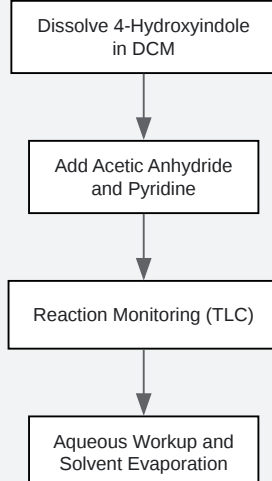 Dissolve 4-Hydroxyindole
in DCM
Add Acetic Anhydride
and Pyridine
Reaction Monitoring (TLC)
Aqueous Workup and
Solvent Evaporation